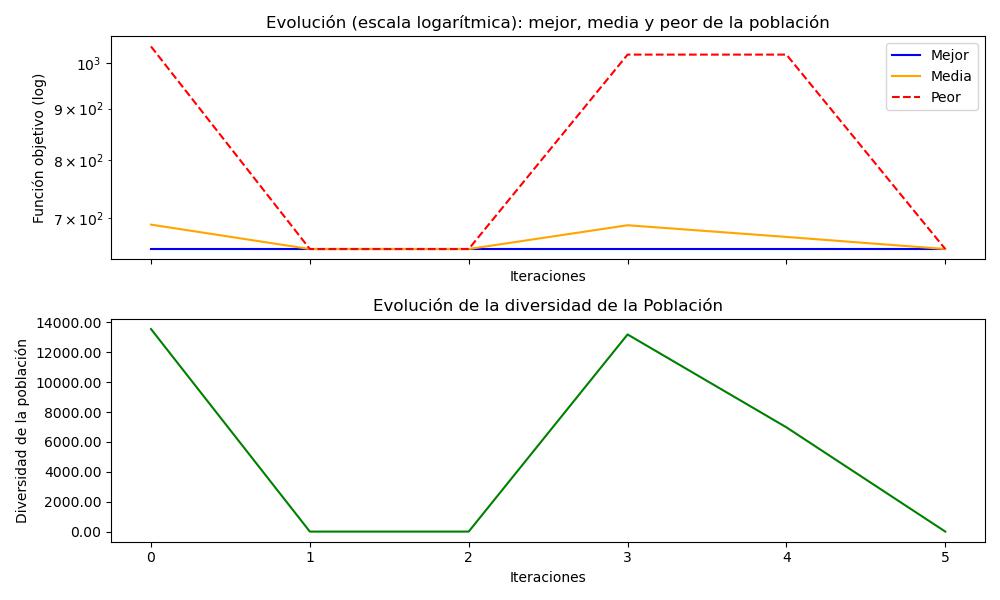 Evolución (escala logarítmica): mejor, media y peor de la población
Función objetivo (log)
10³
9 × 10²
8 × 10²
7 × 10²
Mejor
Media
Peor
Iteraciones
Evolución de la diversidad de la Población
Diversidad de la población
14000.00
12000.00
10000.00
8000.00
6000.00
4000.00
2000.00
0.00
0 1 2 3 4 5
Iteraciones